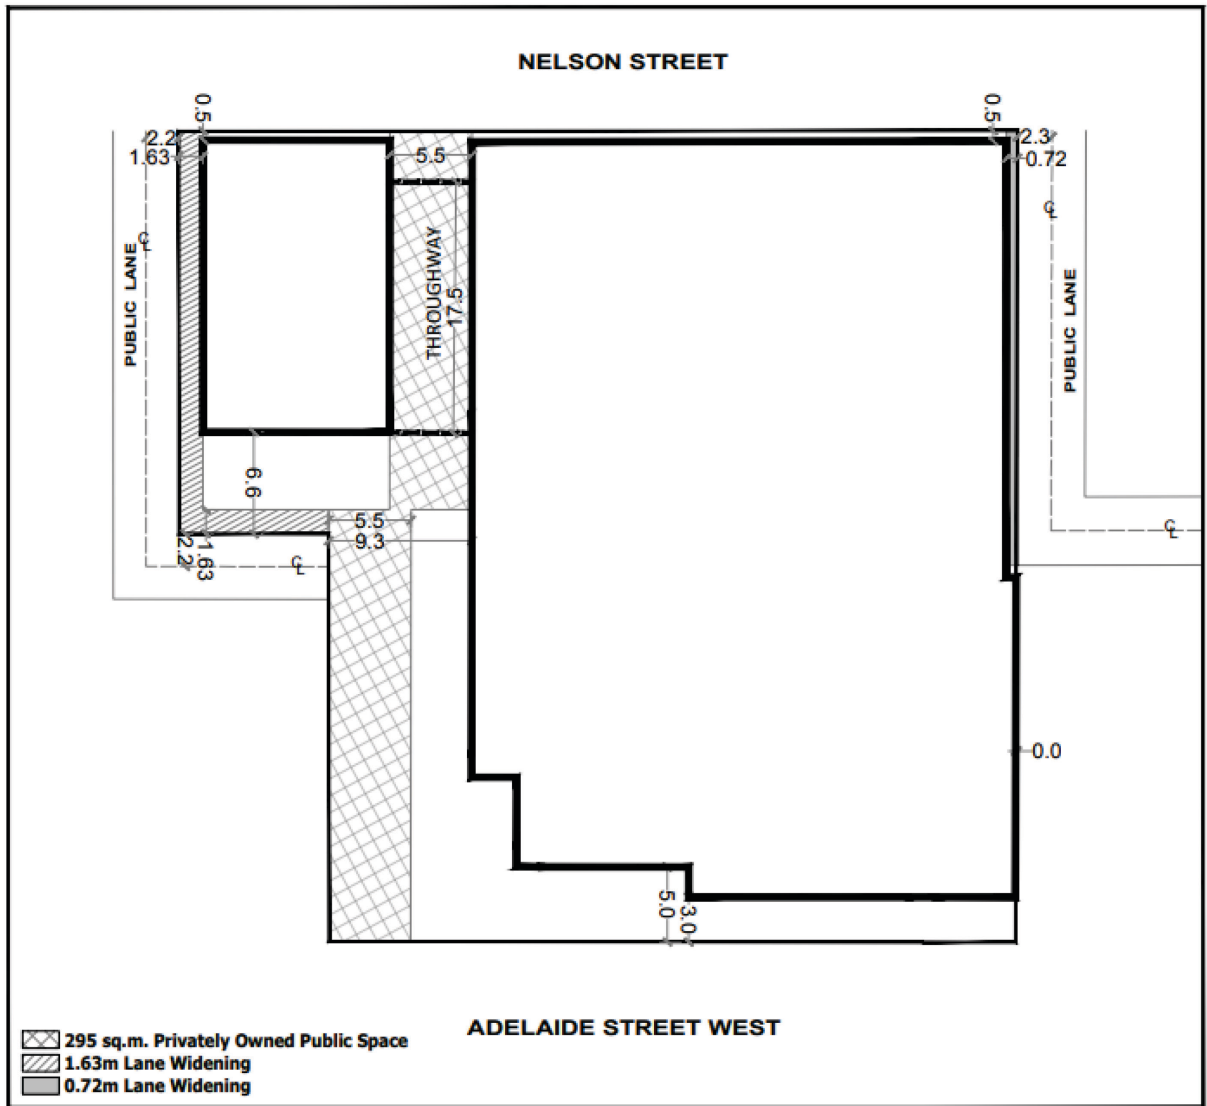 NELSON STREET
0.5
0.5
2.2
2.3
1.63
5.5
0.72
℄
℄
PUBLIC LANE
THROUGHWAY
17.5
PUBLIC LANE
6.6
5.5
9.3
2.2
1.63
℄
℄
0.0
5.0
3.0
ADELAIDE STREET WEST
295 sq.m. Privately Owned Public Space
1.63m Lane Widening
0.72m Lane Widening